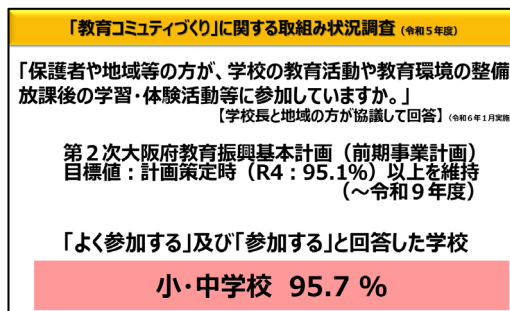 「教育コミュティづくり」に関する取組み状況調査（令和５年度）
「保護者や地域等の方が、学校の教育活動や教育環境の整備
放課後の学習・体験活動等に参加していますか。」
【学校長と地域の方が協議して回答】（令和６年１月実施
第２次大阪府教育振興基本計画（前期事業計画）
目標値：計画策定時（R4：95.1%）以上を維持
（～令和９年度）
「よく参加する」及び「参加する」と回答した学校
小・中学校 95.7 %